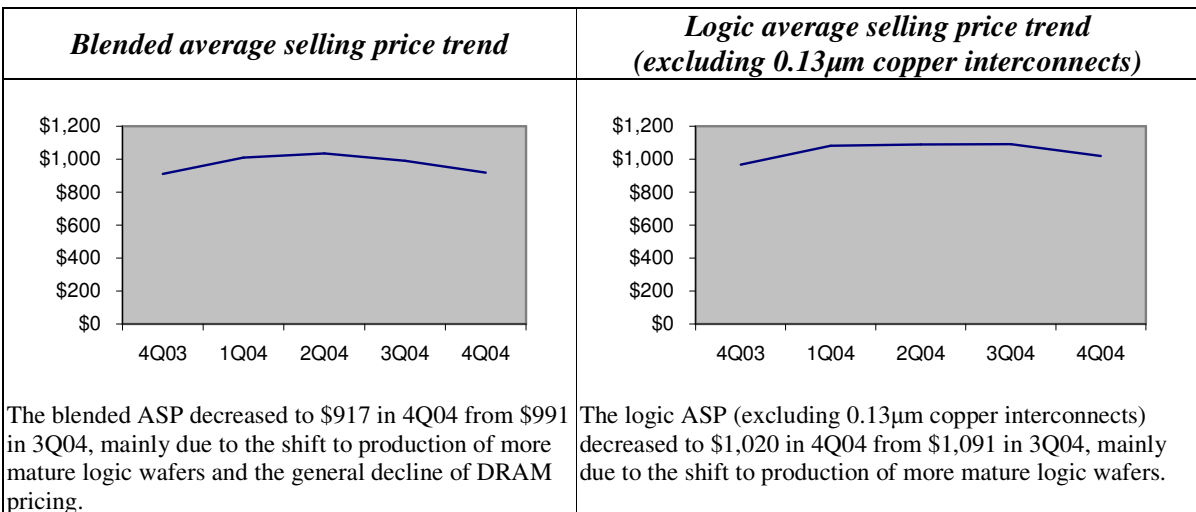 Blended average selling price trend
Logic average selling price trend
(excluding 0.13μm copper interconnects)
$1,200
$1,000
$800
$600
$400
$200
$0
4Q03 1Q04 2Q04 3Q04 4Q04
$1,200
$1,000
$800
$600
$400
$200
$0
4Q03 1Q04 2Q04 3Q04 4Q04
The blended ASP decreased to $917 in 4Q04 from $991
in 3Q04, mainly due to the shift to production of more
mature logic wafers and the general decline of DRAM
pricing.
The logic ASP (excluding 0.13μm copper interconnects)
decreased to $1,020 in 4Q04 from $1,091 in 3Q04, mainly
due to the shift to production of more mature logic wafers.